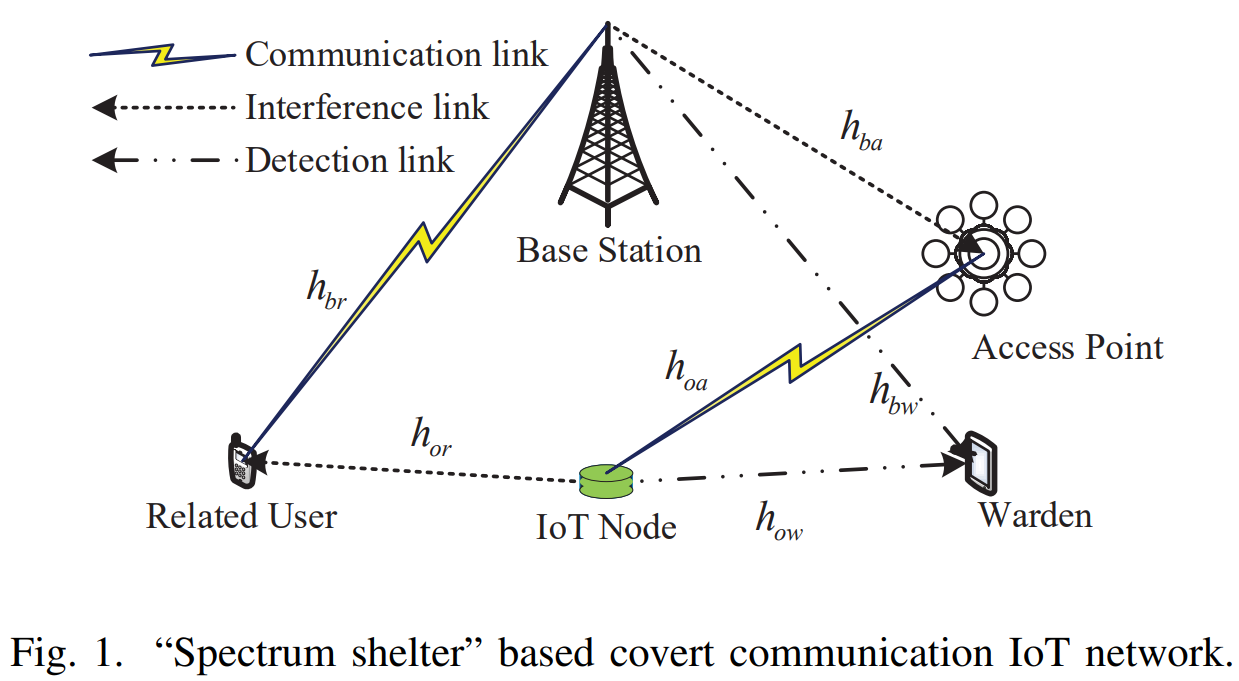 Communication link
Interference link
Detection link
h_{ba}
Base Station
h_{br}
Access Point
h_{oa}
h_{bw}
h_{or}
Related User
IoT Node
h_{ow}
Warden
Fig. 1. “Spectrum shelter” based covert communication IoT network.